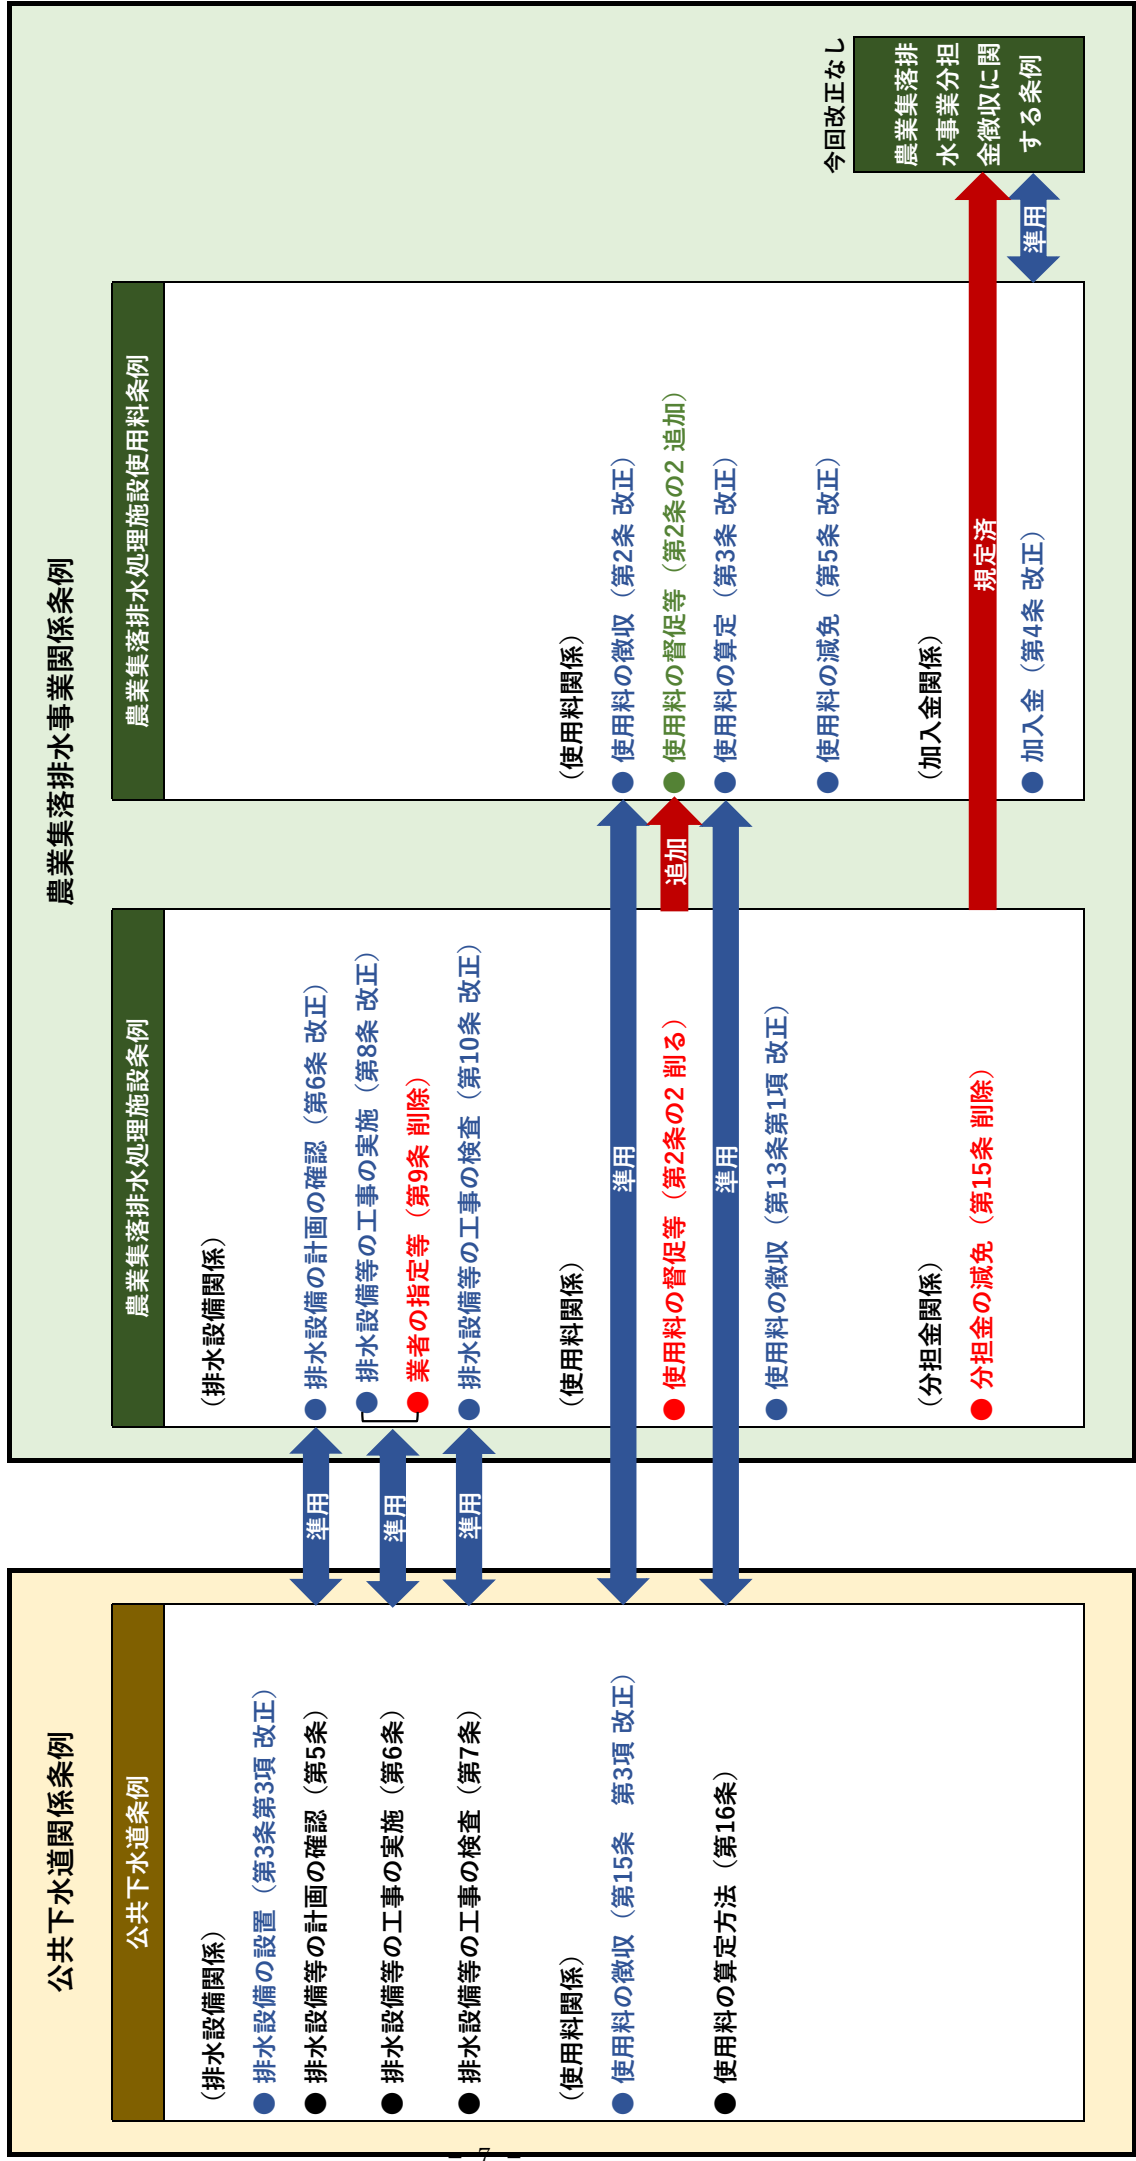 公共下水道関係条例
公共下水道条例
（排水設備関係）
● 排水設備の設置（第3条第3項 改正）
● 排水設備等の計画の確認（第5条）
● 排水設備等の工事の実施（第6条）
● 排水設備等の工事の検査（第7条）
（使用料関係）
● 使用料の徴収（第15条　第3項 改正）
● 使用料の算定方法（第16条）
準用
準用
準用
準用
準用
農業集落排水事業関係条例
農業集落排水処理施設条例
（排水設備関係）
● 排水設備の計画の確認（第6条 改正）
● 排水設備等の工事の実施（第8条 改正）
● 業者の指定等（第9条 削除）
● 排水設備等の工事の検査（第10条 改正）
（使用料関係）
● 使用料の督促等（第2条の2 削る）
● 使用料の徴収（第13条第1項 改正）
（分担金関係）
● 分担金の減免（第15条 削除）
追加
規定済
農業集落排水処理施設使用料条例
（使用料関係）
● 使用料の徴収（第2条 改正）
● 使用料の督促等（第2条の2 追加）
● 使用料の算定（第3条 改正）
● 使用料の減免（第5条 改正）
（加入金関係）
● 加入金（第4条 改正）
準用
今回改正なし
農業集落排
水事業分担
金徴収に関
する条例
– 7 –